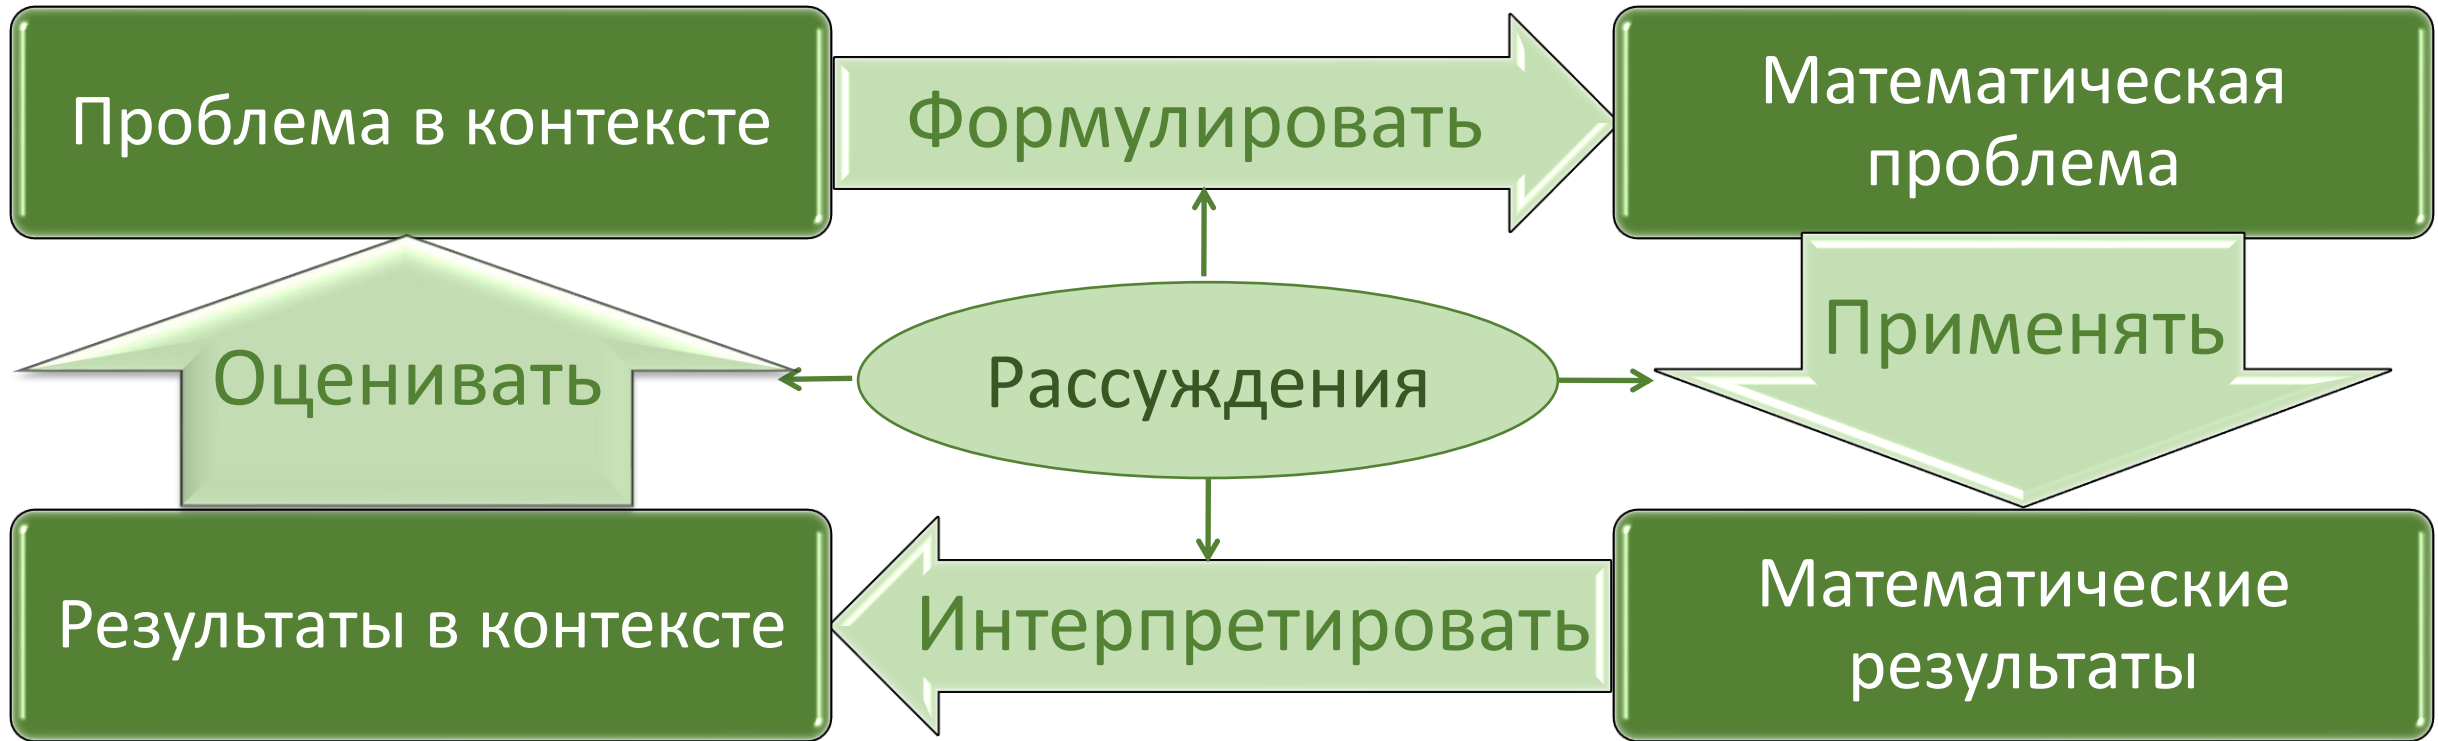 Проблема в контексте
Формулировать
Математическая
проблема
Оценивать
Рассуждения
Применять
Результаты в контексте
Интерпретировать
Математические
результаты